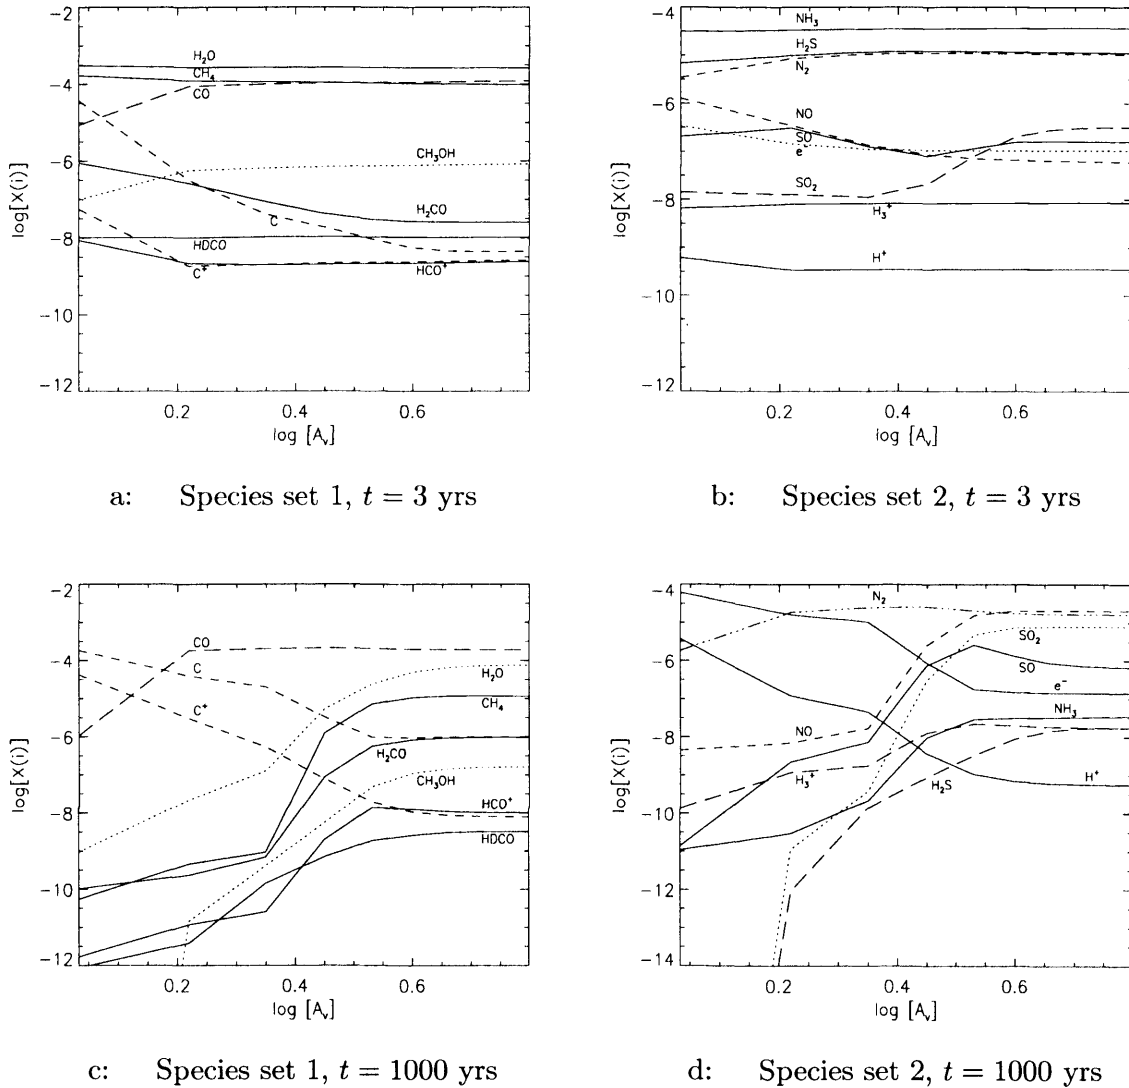 -2
-4
-6
-8
-10
-12
log[X(i)]
H₂O
CH₄
CO
CH₃OH
H₂CO
C
HDCO
C⁺
HCO⁺
0.2 0.4 0.6
log [Aᵥ]
a: Species set 1, t = 3 yrs
-4
-6
-8
-10
-12
log[X(i)]
NH₃
H₂S
N₂
NO
SO
e⁻
SO₂
H₃⁺
H⁺
0.2 0.4 0.6
log [Aᵥ]
b: Species set 2, t = 3 yrs
-2
-4
-6
-8
-10
-12
log[X(i)]
CO
C
H₂O
C⁺
CH₄
H₂CO
CH₃OH
HCO⁺
HDCO
0.2 0.4 0.6
log [Aᵥ]
c: Species set 1, t = 1000 yrs
-4
-6
-8
-10
-12
-14
log[X(i)]
N₂
SO₂
SO
e⁻
NH₃
NO
H₃⁺
H₂S
H⁺
0.2 0.4 0.6
log [Aᵥ]
d: Species set 2, t = 1000 yrs